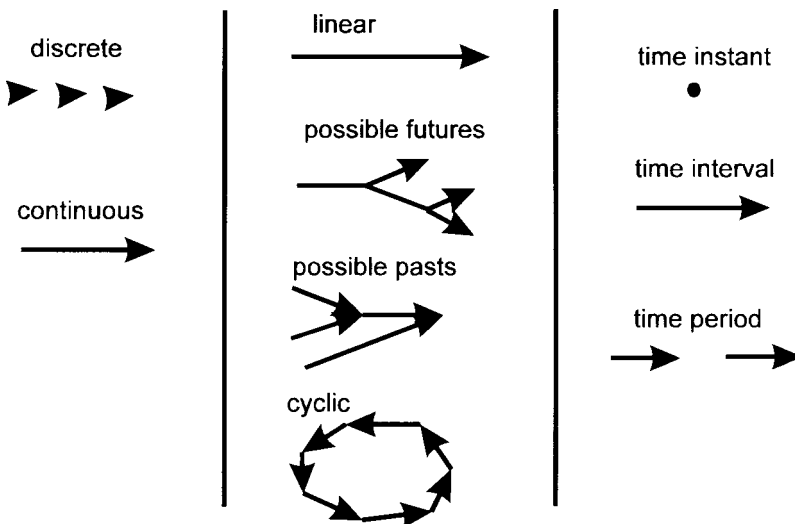 discrete
continuous
linear
possible futures
possible pasts
cyclic
time instant
time interval
time period